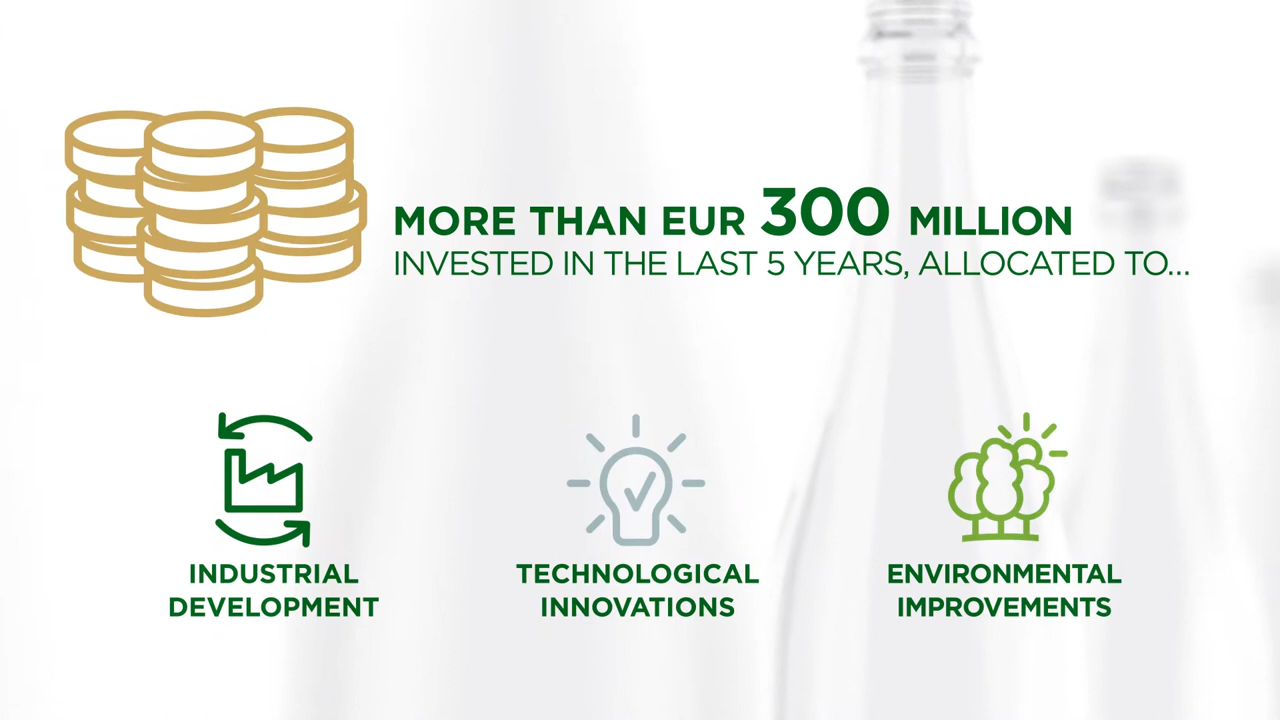 MORE THAN EUR 300 MILLION
INVESTED IN THE LAST 5 YEARS, ALLOCATED TO...
INDUSTRIAL
DEVELOPMENT
TECHNOLOGICAL
INNOVATIONS
ENVIRONMENTAL
IMPROVEMENTS